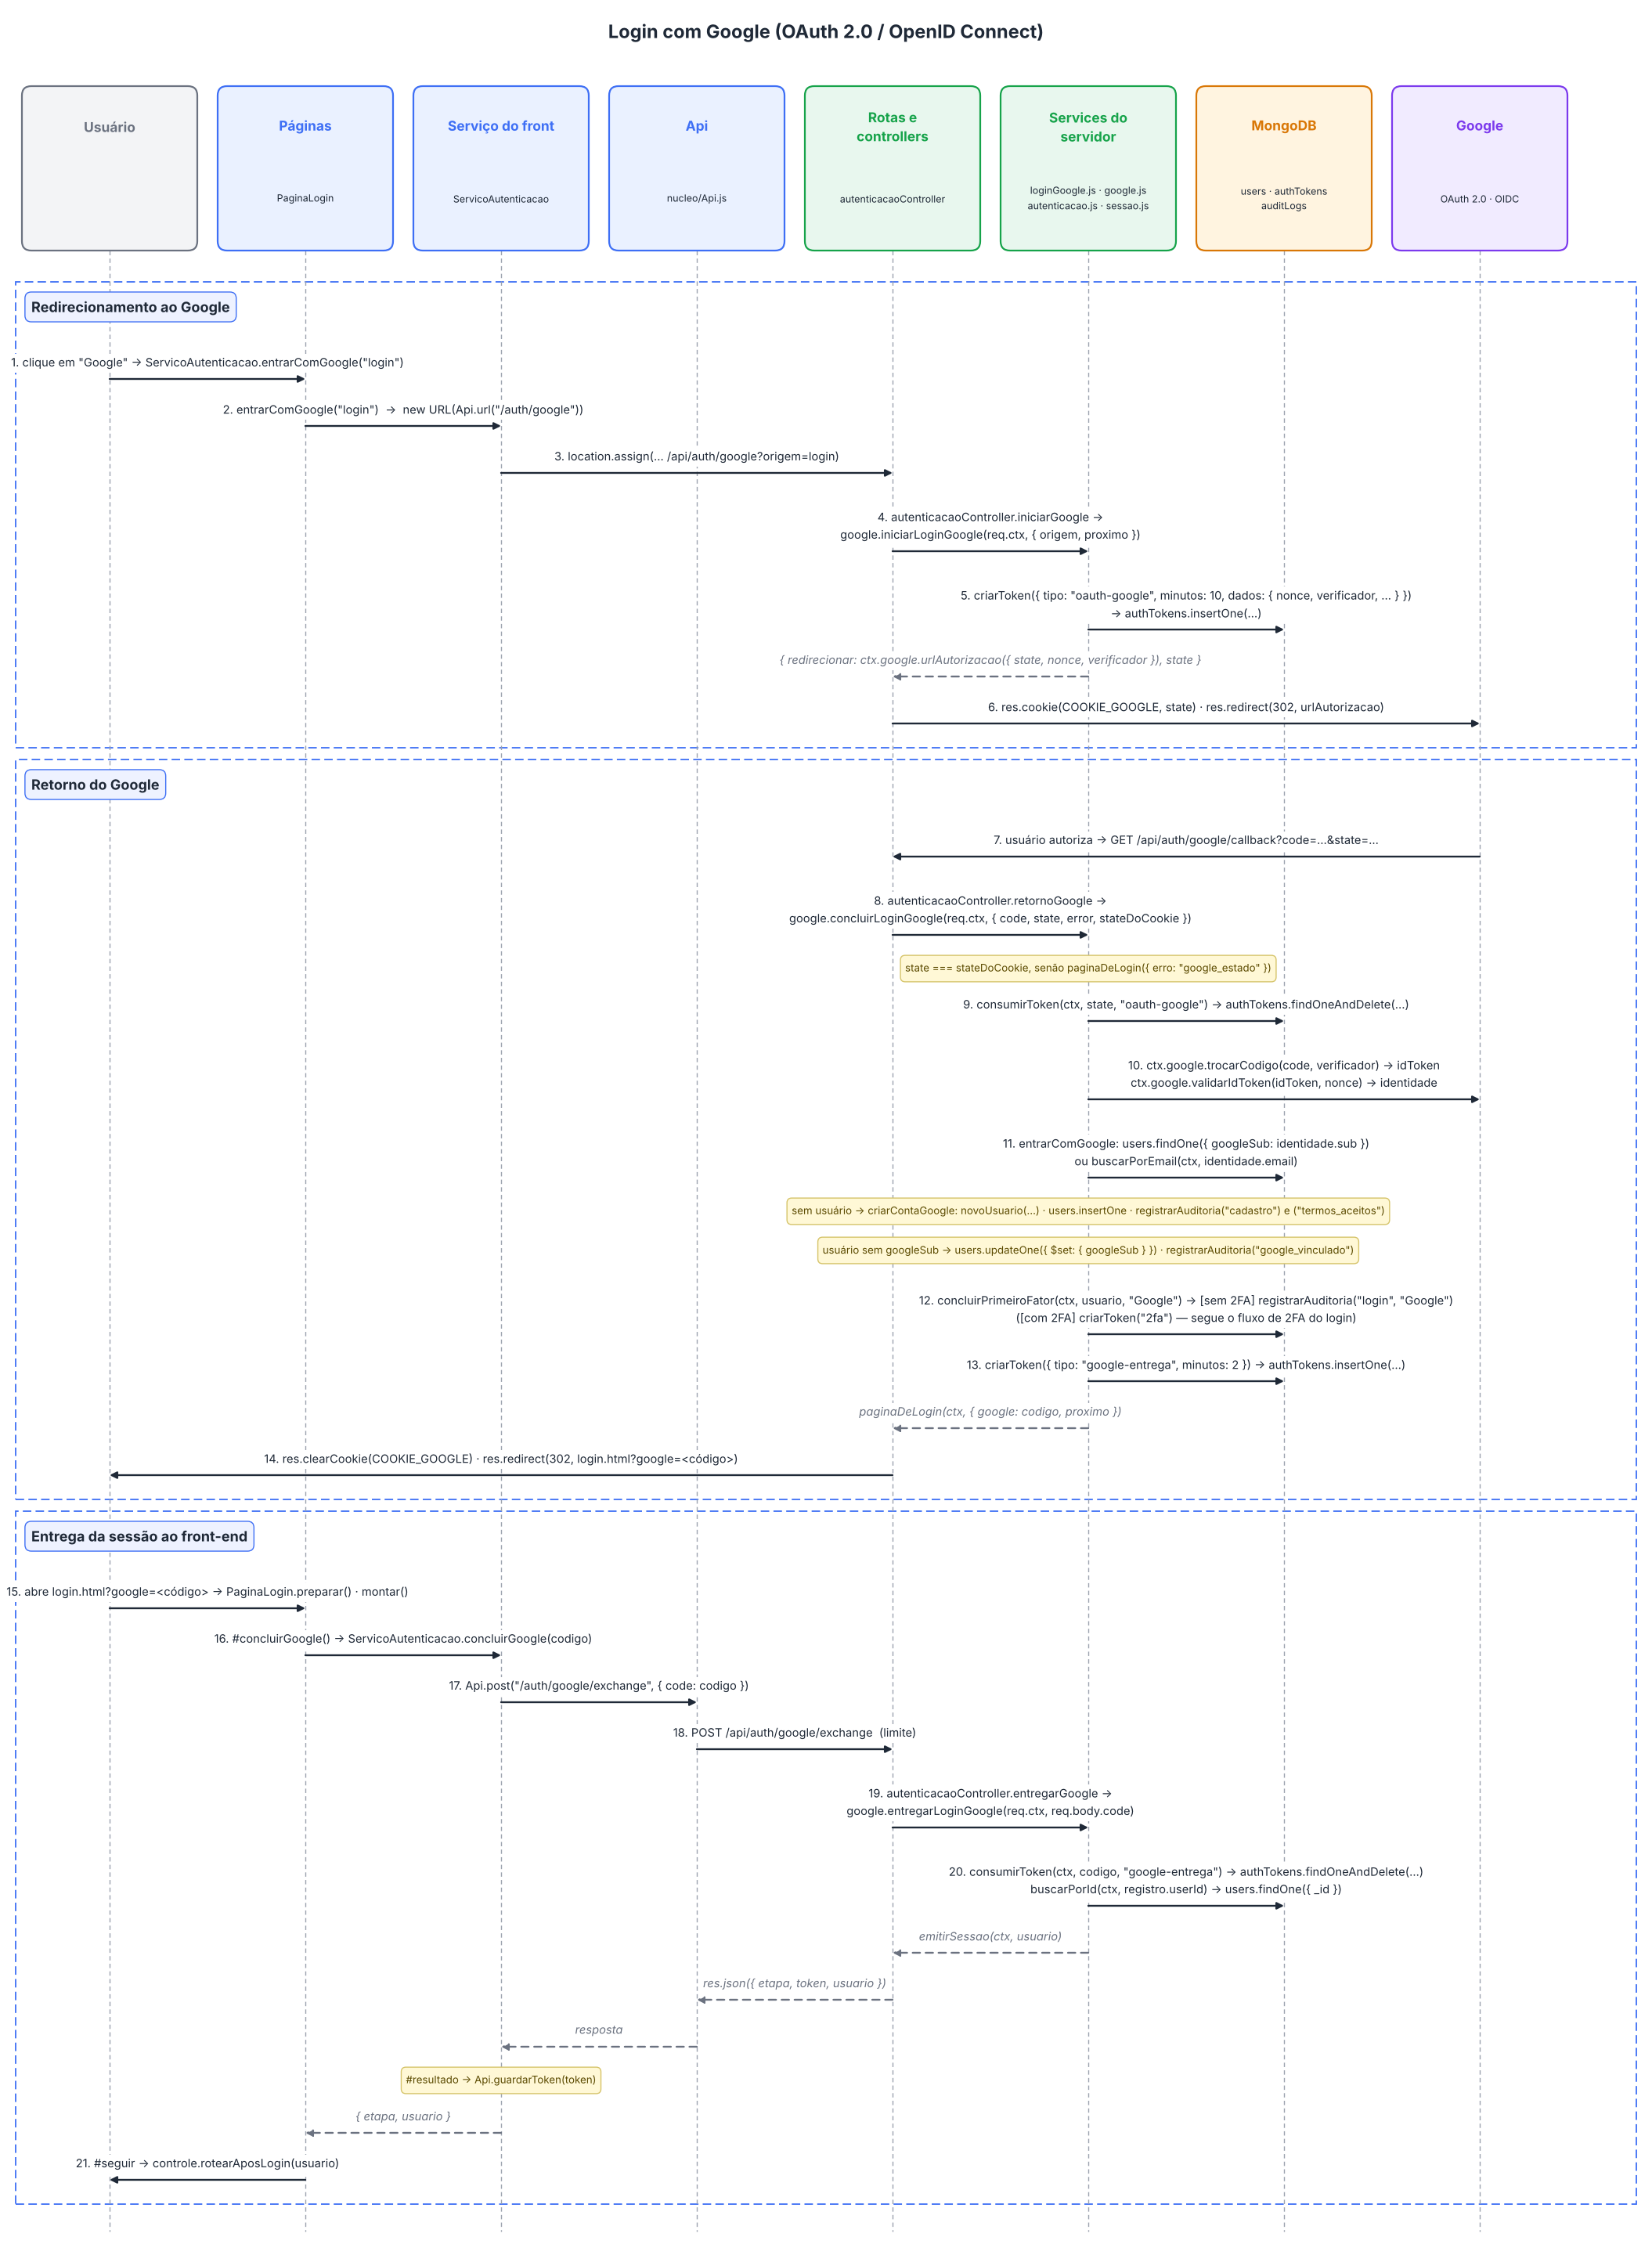 Login com Google (OAuth 2.0 / OpenID Connect)
Usuário
Páginas
PaginaLogin
Serviço do front
ServicoAutenticacao
Api
nucleo/Api.js
Rotas e
controllers
autenticacaoController
Services do
servidor
loginGoogle.js · google.js
autenticacao.js · sessao.js
MongoDB
users · authTokens
auditLogs
Google
OAuth 2.0 · OIDC
Redirecionamento ao Google
1. clique em "Google" → ServicoAutenticacao.entrarComGoogle("login")
2. entrarComGoogle("login") → new URL(Api.url("/auth/google"))
3. location.assign(… /api/auth/google?origem=login)
4. autenticacaoController.iniciarGoogle →
google.iniciarLoginGoogle(req.ctx, { origem, proximo })
5. criarToken({ tipo: "oauth-google", minutos: 10, dados: { nonce, verificador, … } })
→ authTokens.insertOne(…)
{ redirecionar: ctx.google.urlAutorizacao({ state, nonce, verificador }), state }
6. res.cookie(COOKIE_GOOGLE, state) · res.redirect(302, urlAutorizacao)
Retorno do Google
7. usuário autoriza → GET /api/auth/google/callback?code=…&state=…
8. autenticacaoController.retornoGoogle →
google.concluirLoginGoogle(req.ctx, { code, state, error, stateDoCookie })
state === stateDoCookie, senão paginaDeLogin({ erro: "google_estado" })
9. consumirToken(ctx, state, "oauth-google") → authTokens.findOneAndDelete(…)
10. ctx.google.trocarCodigo(code, verificador) → idToken
ctx.google.validarIdToken(idToken, nonce) → identidade
11. entrarComGoogle: users.findOne({ googleSub: identidade.sub })
ou buscarPorEmail(ctx, identidade.email)
sem usuário → criarContaGoogle: novoUsuario(…) · users.insertOne · registrarAuditoria("cadastro") e ("termos_aceitos")
usuário sem googleSub → users.updateOne({ $set: { googleSub } }) · registrarAuditoria("google_vinculado")
12. concluirPrimeiroFator(ctx, usuario, "Google") → [sem 2FA] registrarAuditoria("login", "Google")
([com 2FA] criarToken("2fa") — segue o fluxo de 2FA do login)
13. criarToken({ tipo: "google-entrega", minutos: 2 }) → authTokens.insertOne(…)
paginaDeLogin(ctx, { google: codigo, proximo })
14. res.clearCookie(COOKIE_GOOGLE) · res.redirect(302, login.html?google=<código>)
Entrega da sessão ao front-end
15. abre login.html?google=<código> → PaginaLogin.preparar() · montar()
16. #concluirGoogle() → ServicoAutenticacao.concluirGoogle(codigo)
17. Api.post("/auth/google/exchange", { code: codigo })
18. POST /api/auth/google/exchange (limite)
19. autenticacaoController.entregarGoogle →
google.entregarLoginGoogle(req.ctx, req.body.code)
20. consumirToken(ctx, codigo, "google-entrega") → authTokens.findOneAndDelete(…)
buscarPorId(ctx, registro.userId) → users.findOne({ _id })
emitirSessao(ctx, usuario)
res.json({ etapa, token, usuario })
resposta
#resultado → Api.guardarToken(token)
{ etapa, usuario }
21. #seguir → controle.rotearAposLogin(usuario)